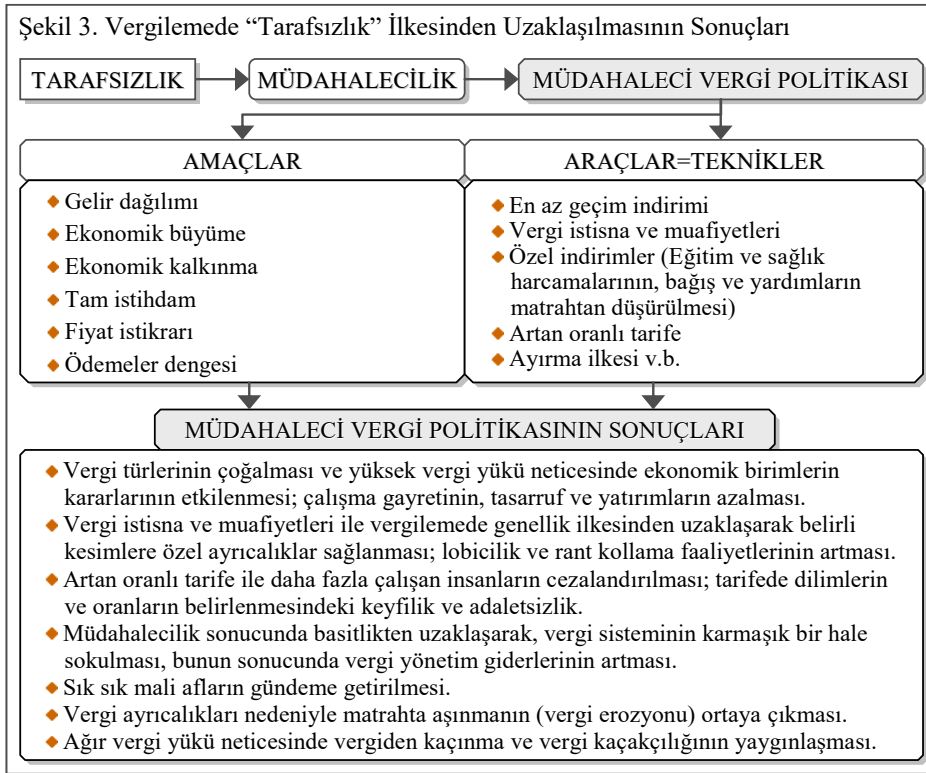 Şekil 3. Vergilemede “Tarafsızlık” İlkesinden Uzaklaşılmasının Sonuçları
TARAFSIZLIK MÜDAHALECİLİK MÜDAHALECİ VERGİ POLİTİKASI
AMAÇLAR
◆ Gelir dağılımı
◆ Ekonomik büyüme
◆ Ekonomik kalkınma
◆ Tam istihdam
◆ Fiyat istikrarı
◆ Ödemeler dengesi
ARAÇLAR=TEKNİKLER
◆ En az geçim indirimi
◆ Vergi istisna ve muafiyetleri
◆ Özel indirimler (Eğitim ve sağlık
harcamalarının, bağış ve yardımların
matrahtan düşürülmesi)
◆ Artan oranlı tarife
◆ Ayırma ilkesi v.b.
MÜDAHALECİ VERGİ POLİTİKASININ SONUÇLARI
◆ Vergi türlerinin çoğalması ve yüksek vergi yükü neticesinde ekonomik birimlerin
kararlarının etkilenmesi; çalışma gayretinin, tasarruf ve yatırımların azalması.
◆ Vergi istisna ve muafiyetleri ile vergilemede genellik ilkesinden uzaklaşarak belirli
kesimlere özel ayrıcalıklar sağlanması; lobicilik ve rant kollama faaliyetlerinin artması.
◆ Artan oranlı tarife ile daha fazla çalışan insanların cezalandırılması; tarifede dilimlerin
ve oranların belirlenmesindeki keyfilik ve adaletsizlik.
◆ Müdahalecilik sonucunda basitlikten uzaklaşarak, vergi sisteminin karmaşık bir hale
sokulması, bunun sonucunda vergi yönetim giderlerinin artması.
◆ Sık sık mali afların gündeme getirilmesi.
◆ Vergi ayrıcalıkları nedeniyle matrahta aşınmanın (vergi erozyonu) ortaya çıkması.
◆ Ağır vergi yükü neticesinde vergiden kaçınma ve vergi kaçakçılığının yaygınlaşması.